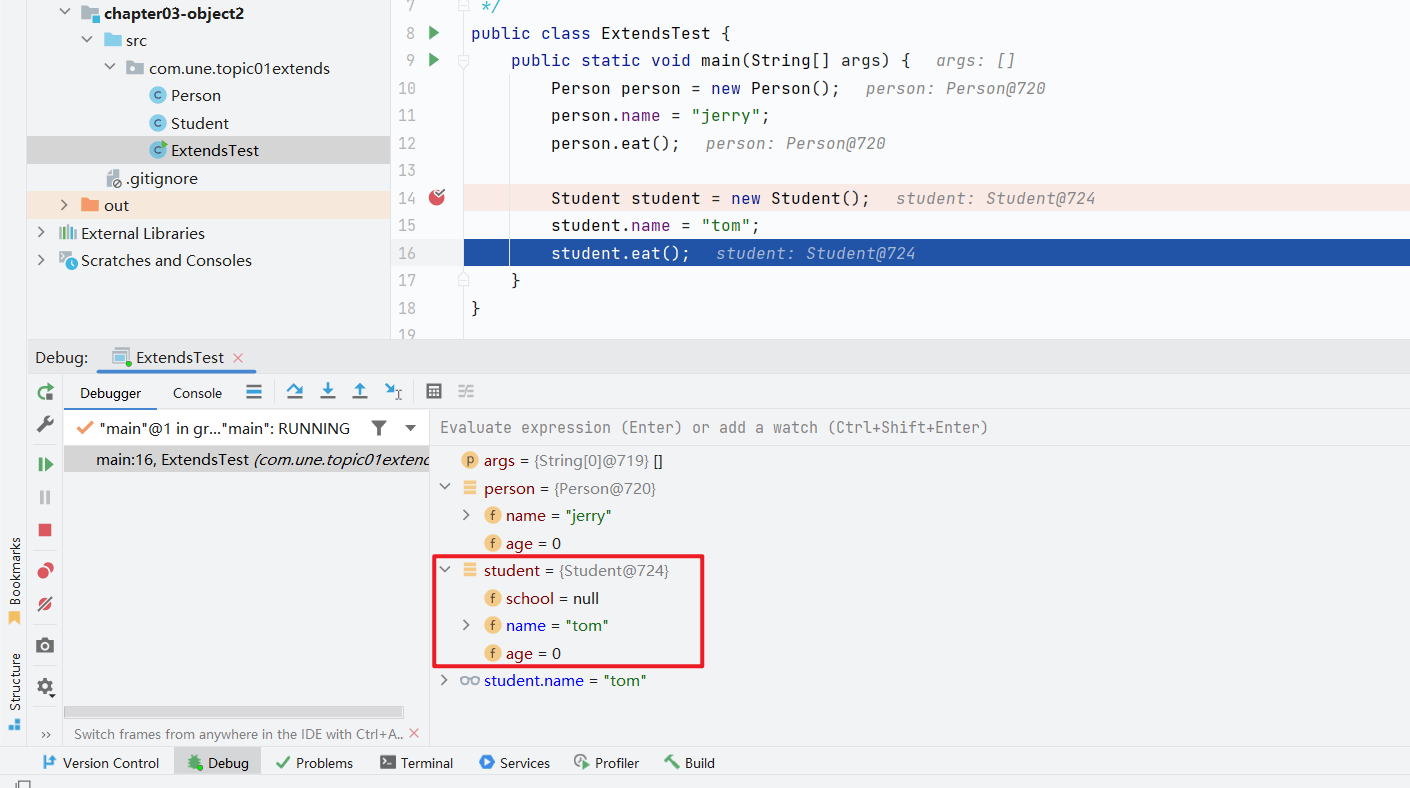 chapter03-object2
src
com.une.topic01extends
Person
Student
ExtendsTest
.gitignore
out
External Libraries
Scratches and Consoles
7 */
8 public class ExtendsTest {
9 public static void main(String[] args) { args: []
10 Person person = new Person(); person: Person@720
11 person.name = "jerry";
12 person.eat(); person: Person@720
13
14 Student student = new Student(); student: Student@724
15 student.name = "tom";
16 student.eat(); student: Student@724
17 }
18 }
19
Debug: ExtendsTest
Debugger Console
"main"@1 in gr..."main": RUNNING
main:16, ExtendsTest (com.une.topic01extend
Evaluate expression (Enter) or add a watch (Ctrl+Shift+Enter)
args = {String[0]@719} []
person = {Person@720}
name = "jerry"
age = 0
student = {Student@724}
school = null
name = "tom"
age = 0
student.name = "tom"
Bookmarks
Structure
Switch frames from anywhere in the IDE with Ctrl+A..
Version Control Debug Problems Terminal Services Profiler Build